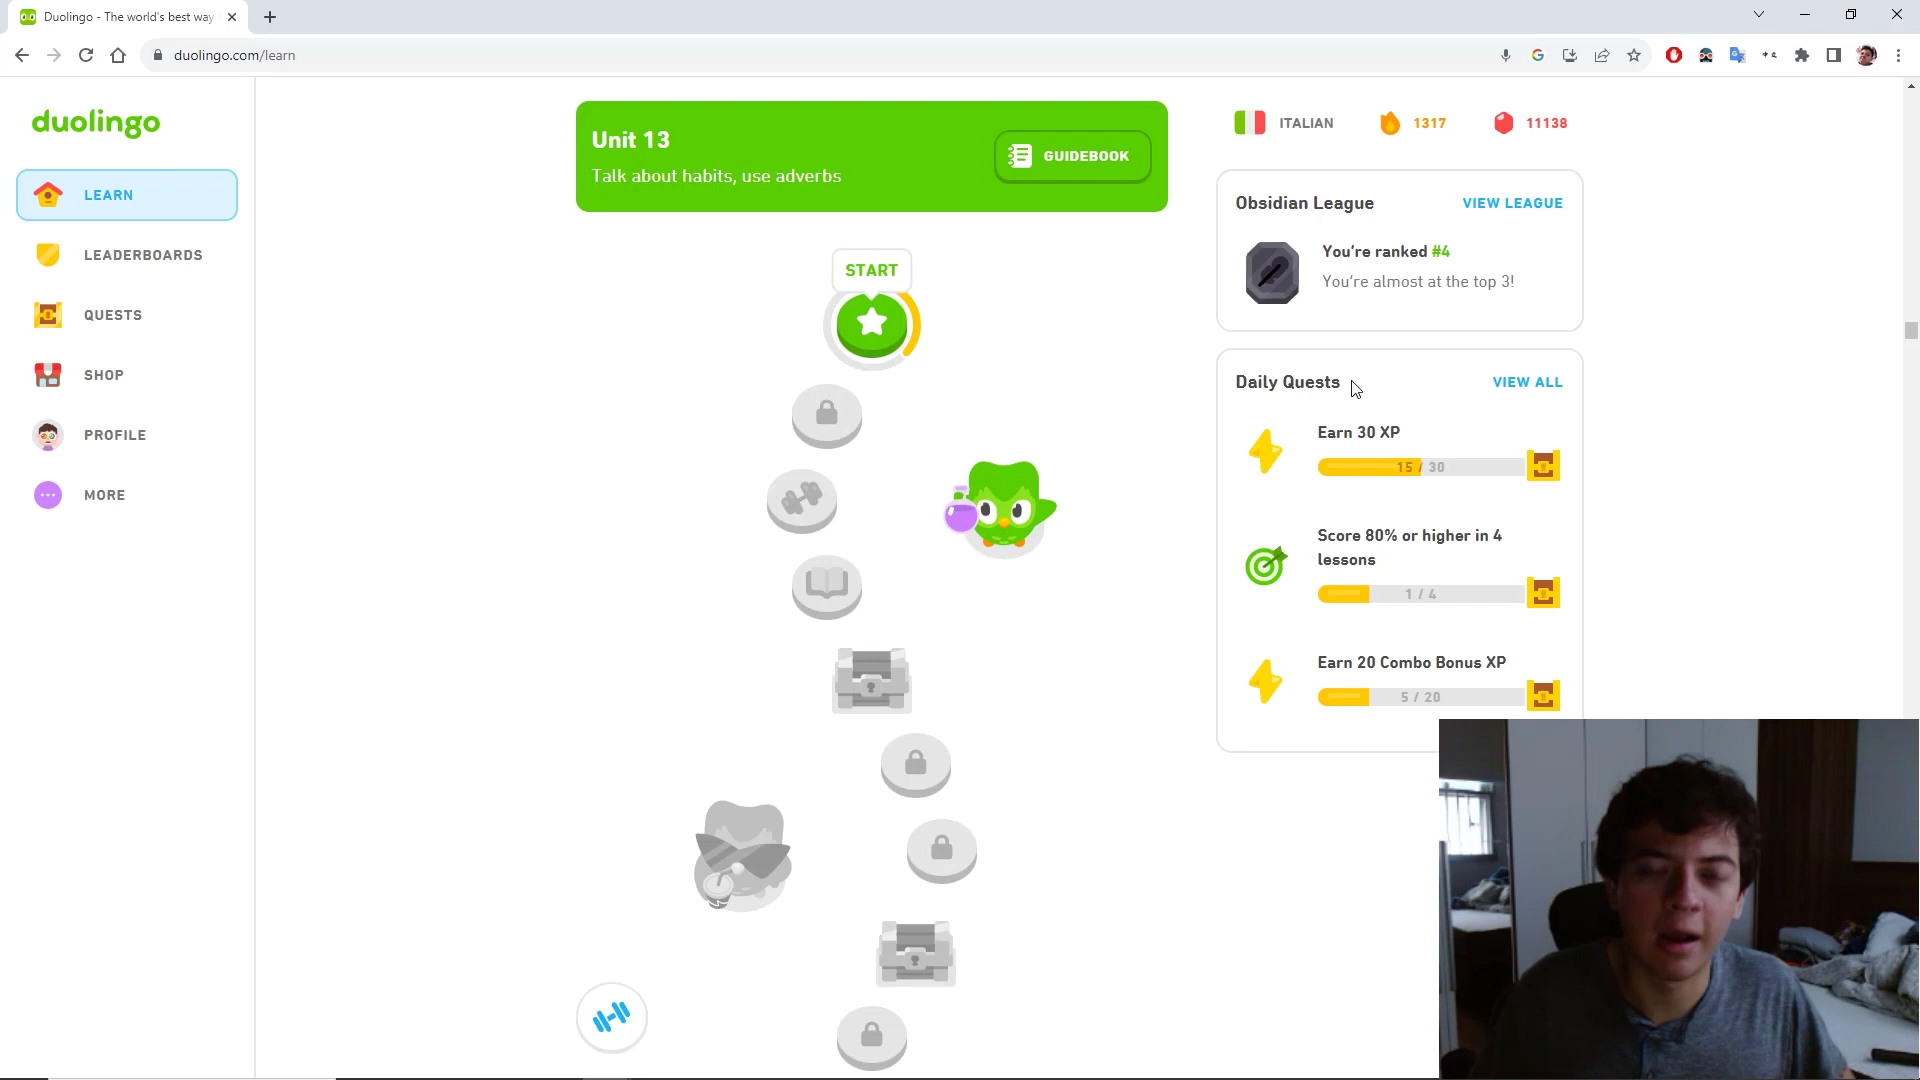 Duolingo - The world's best way
duolingo.com/learn
duolingo
LEARN
LEADERBOARDS
QUESTS
SHOP
PROFILE
MORE
Unit 13
Talk about habits, use adverbs
GUIDEBOOK
START
ITALIAN
1317
11138
Obsidian League
VIEW LEAGUE
You're ranked #4
You're almost at the top 3!
Daily Quests
VIEW ALL
Earn 30 XP
15 / 30
Score 80% or higher in 4
lessons
1 / 4
Earn 20 Combo Bonus XP
5 / 20